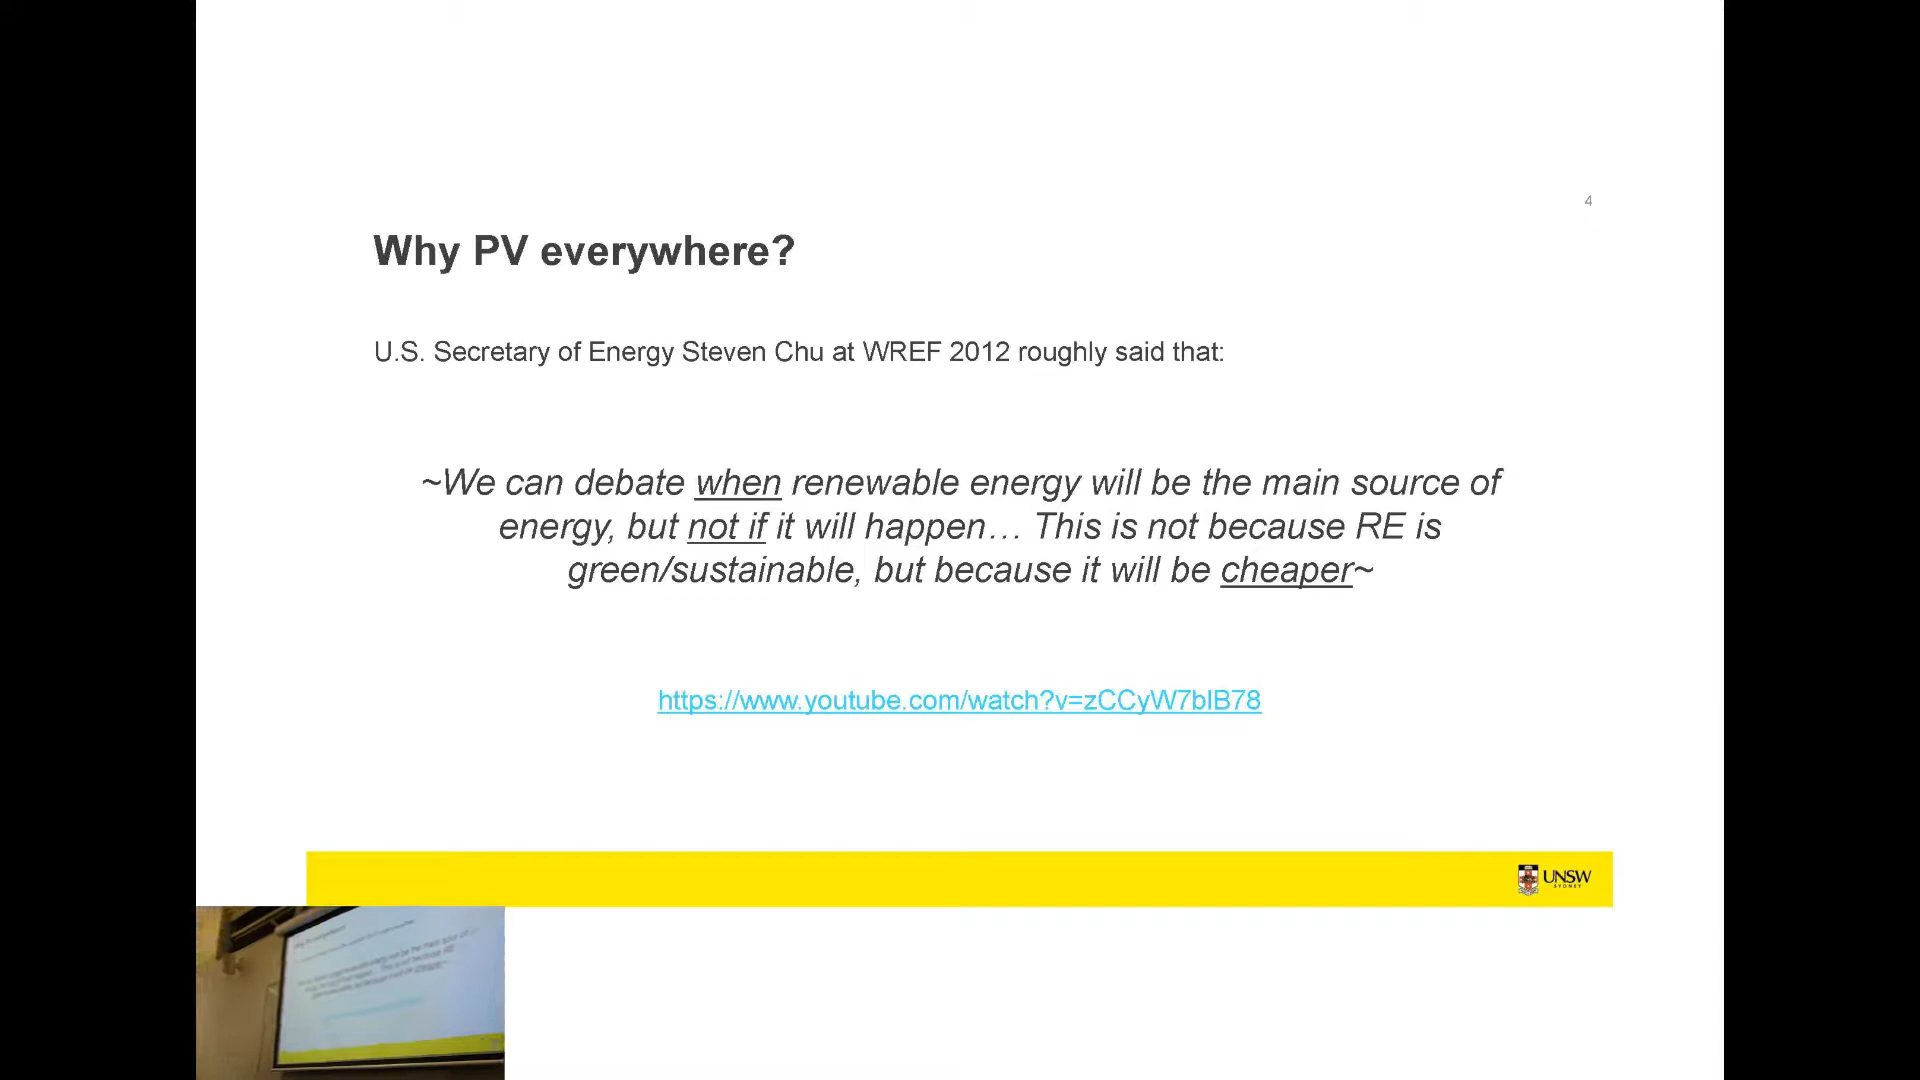 4
Why PV everywhere?
U.S. Secretary of Energy Steven Chu at WREF 2012 roughly said that:
~We can debate when renewable energy will be the main source of
energy, but not if it will happen… This is not because RE is
green/sustainable, but because it will be cheaper~
https://www.youtube.com/watch?v=zCCyW7blB78
UNSW
SYDNEY